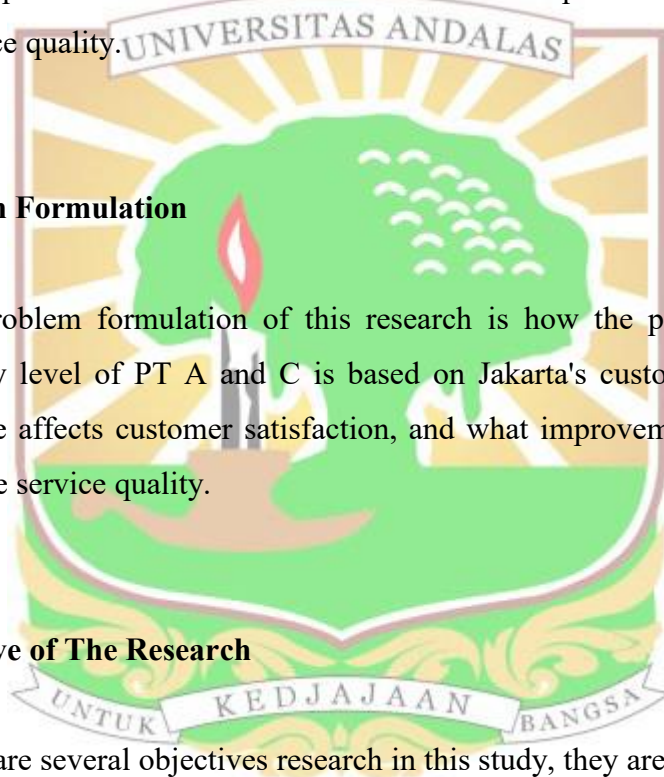 ce quality.
UNIVERSITAS ANDALAS
n Formulation
roblem formulation of this research is how the p
y level of PT A and C is based on Jakarta's custo
e affects customer satisfaction, and what improvem
e service quality.
ve of The Research
UNTUK KEDJAJAAN BANGSA
are several objectives research in this study, they are